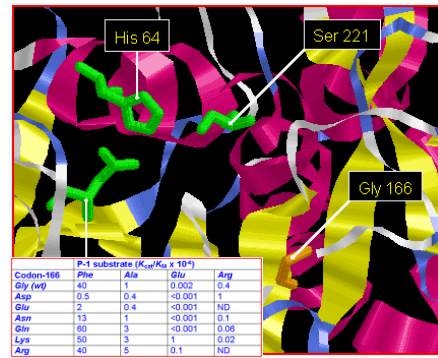 His 64
Ser 221
Gly 166
P-1 substrate (Kcat/KM x 10-4)
Codon-166 Phe Ala Glu Arg
Gly (wt) 40 1 0.002 0.4
Asp 0.5 0.4 <0.001 <1
Glu 2 0.4 <0.001 ND
Asn 13 1 <0.001 0.1
Gln 60 3 <0.001 0.06
Lys 50 3 1 0.02
Arg 40 5 0.1 ND